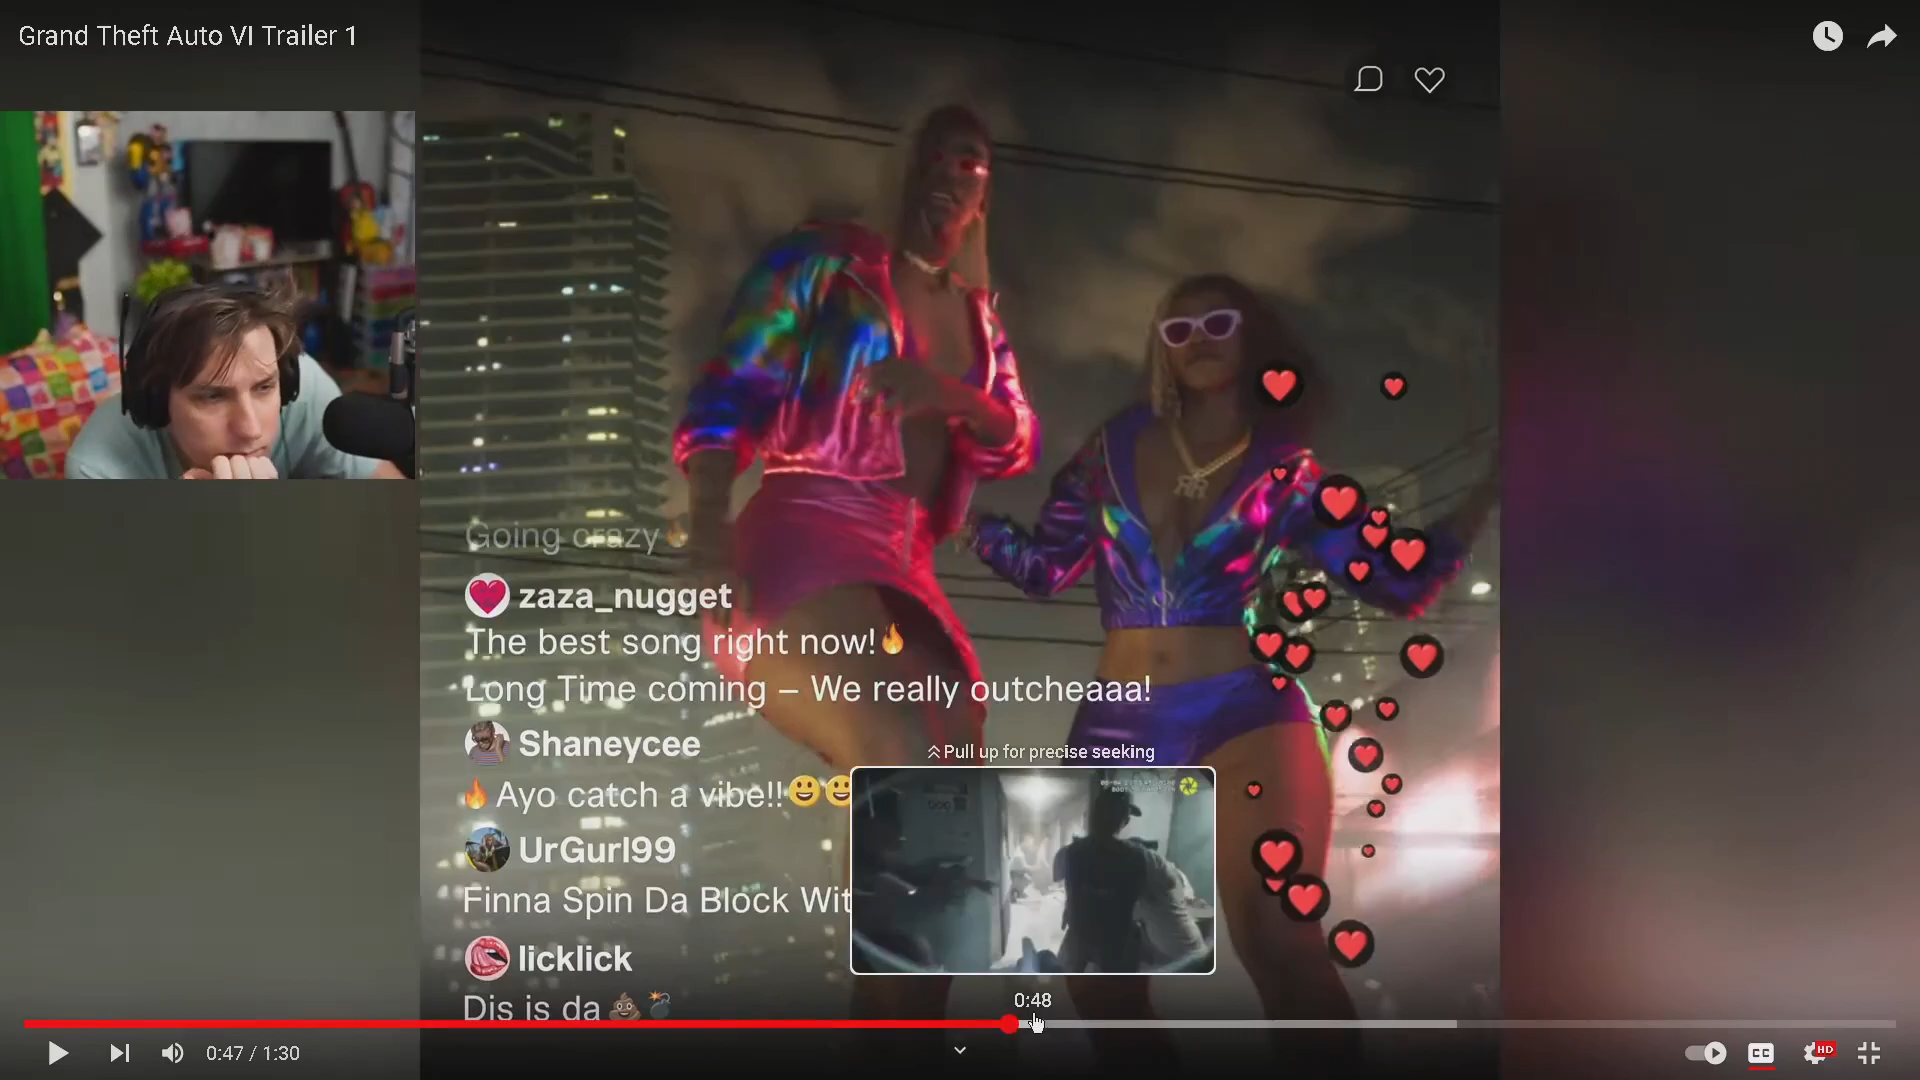 Grand Theft Auto VI Trailer 1
Going crazy🔥
zaza_nugget
The best song right now!🔥
Long Time coming – We really outcheaaa!
Pull up for precise seeking
Shaneycee
🔥Ayo catch a vibe!!😃😃
UrGurl99
Finna Spin Da Block Wit
licklick
Dis is da💩💣
0:48
0:47 / 1:30
CC
HD